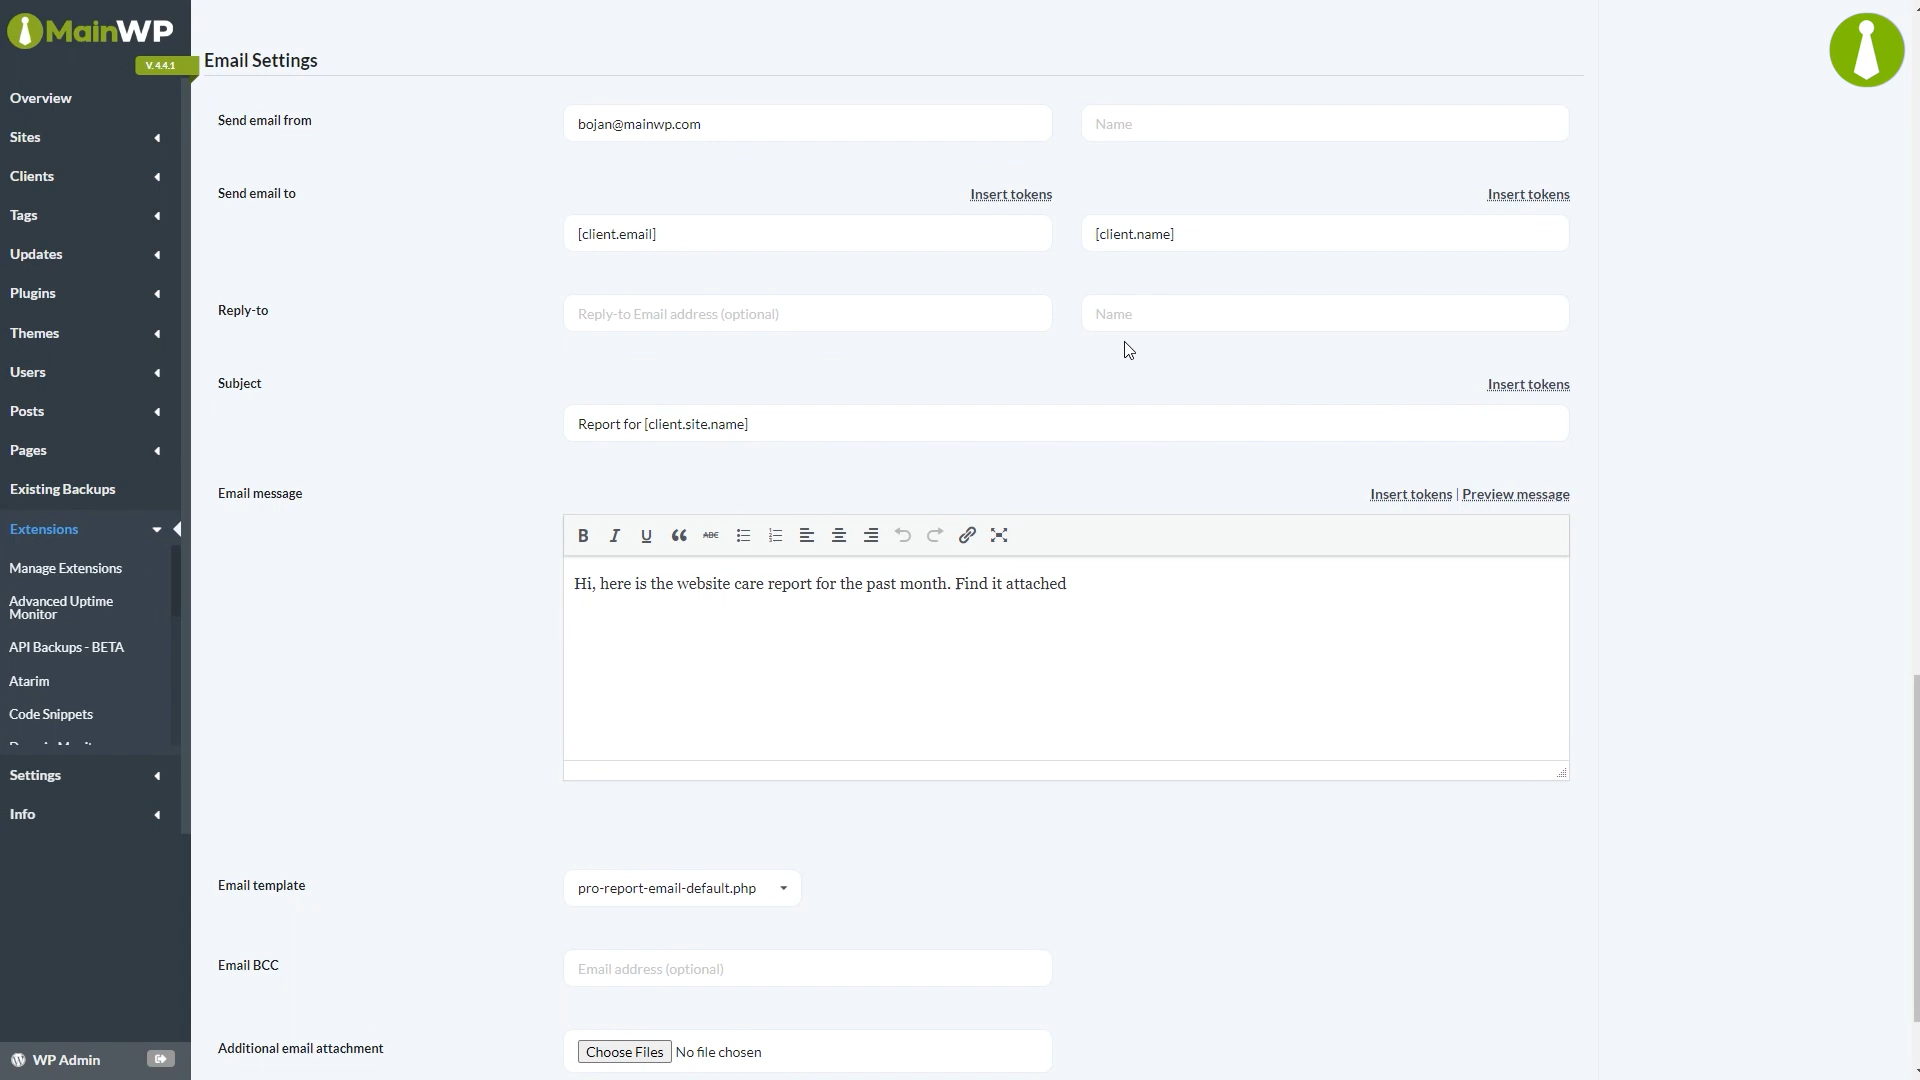 MainWP
V. 4.4.1
Overview
Sites
Clients
Tags
Updates
Plugins
Themes
Users
Posts
Pages
Existing Backups
Extensions
Manage Extensions
Advanced Uptime
Monitor
API Backups - BETA
Atarim
Code Snippets
Settings
Info
WP Admin
Email Settings
Send email from
bojan@mainwp.com
Name
Send email to
Insert tokens
Insert tokens
[client.email]
[client.name]
Reply-to
Reply-to Email address (optional)
Name
Subject
Insert tokens
Report for [client.site.name]
Email message
Insert tokens | Preview message
B I U ABC
Hi, here is the website care report for the past month. Find it attached
Email template
pro-report-email-default.php
Email BCC
Email address (optional)
Additional email attachment
Choose Files No file chosen